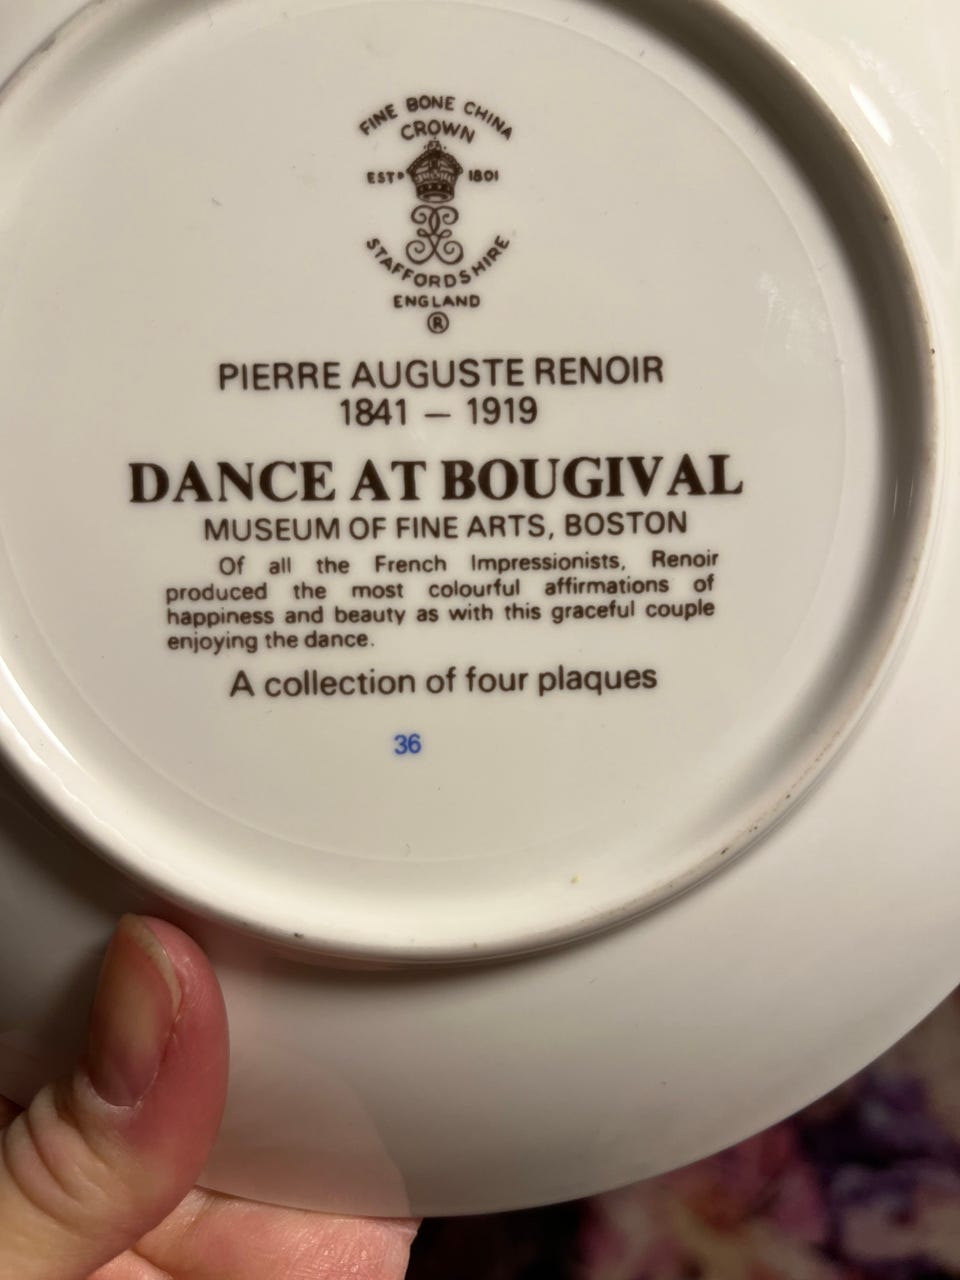 FINE BONE CHINA
CROWN
ESTD 1801
STAFFORDSHIRE
ENGLAND
®
PIERRE AUGUSTE RENOIR
1841 — 1919
DANCE AT BOUGIVAL
MUSEUM OF FINE ARTS, BOSTON
Of all the French Impressionists, Renoir
produced the most colourful affirmations of
happiness and beauty as with this graceful couple
enjoying the dance.
A collection of four plaques
36